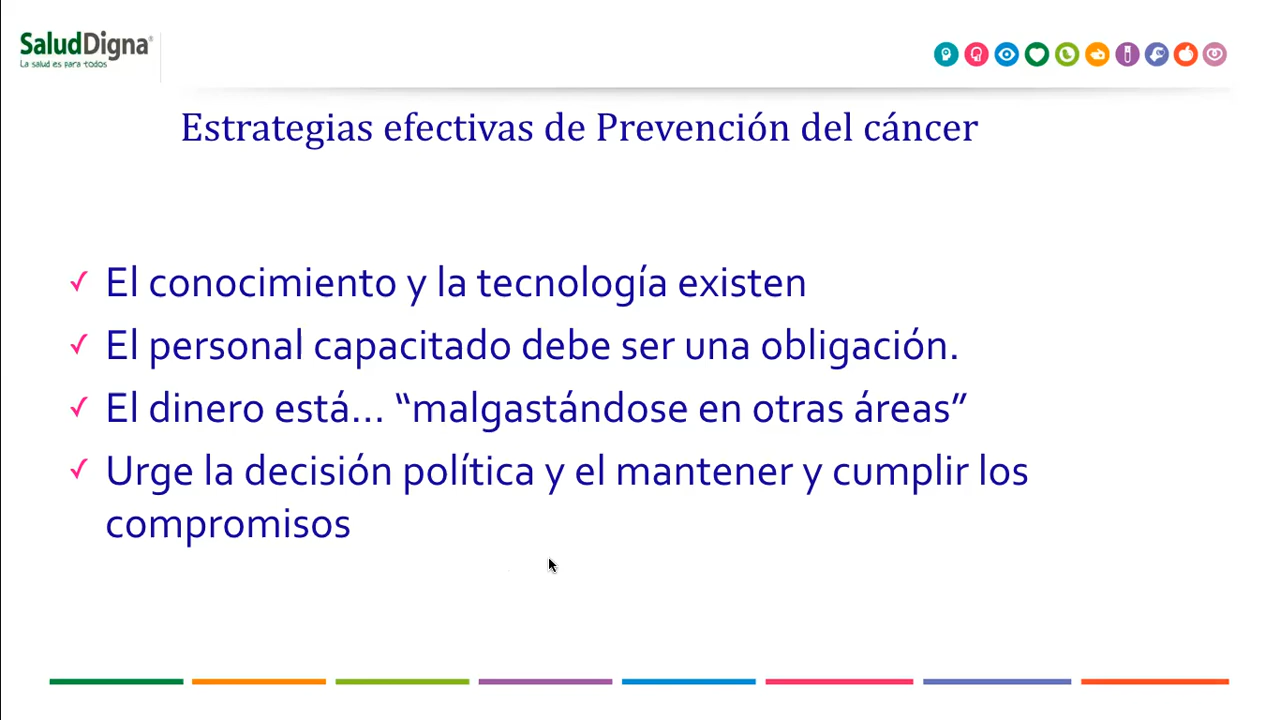 SaludDigna®
La salud es para todos
Estrategias efectivas de Prevención del cáncer
✓ El conocimiento y la tecnología existen
✓ El personal capacitado debe ser una obligación.
✓ El dinero está... “malgastándose en otras áreas”
✓ Urge la decisión política y el mantener y cumplir los
compromisos